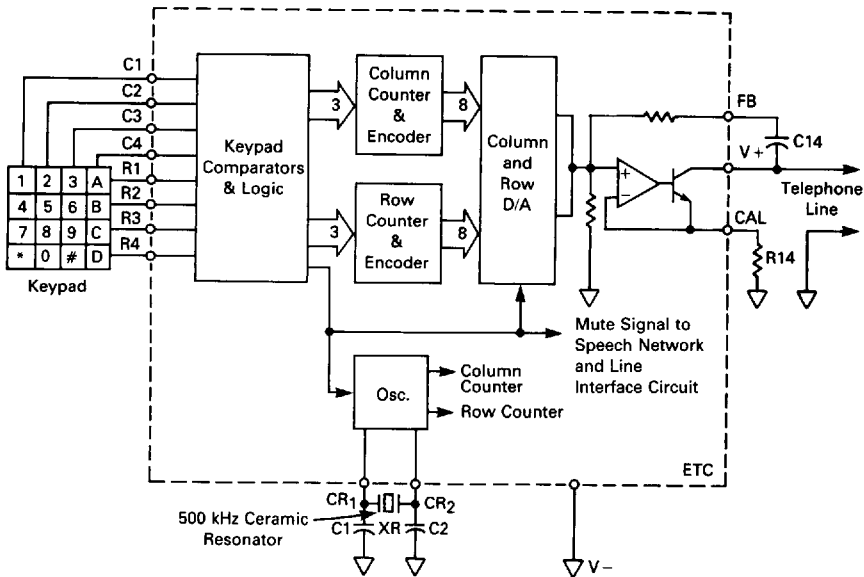 C1
C2
C3
C4
R1
R2
R3
R4
1 2 3 A
4 5 6 B
7 8 9 C
* 0 # D
Keypad
Keypad
Comparators
& Logic
3
Column
Counter
&
Encoder
8
3
Row
Counter
&
Encoder
8
Column
and
Row
D/A
+
−
FB
C14
V+
Telephone
Line
CAL
R14
Mute Signal to
Speech Network
and Line
Interface Circuit
Osc.
Column
Counter
Row Counter
ETC
CR1
CR2
500 kHz Ceramic
Resonator
C1
XR
C2
V−